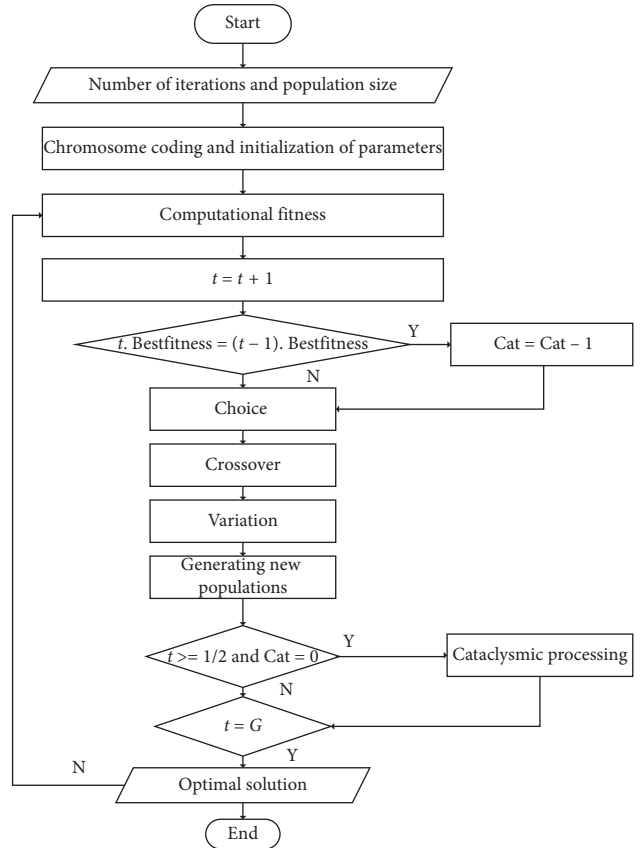 Start
Number of iterations and population size
Chromosome coding and initialization of parameters
Computational fitness
t = t + 1
t. Bestfitness = (t – 1). Bestfitness
Y
Cat = Cat – 1
N
Choice
Crossover
Variation
Generating new
populations
t >= 1/2 and Cat = 0
Y
Cataclysmic processing
N
t = G
Y
N
Optimal solution
End